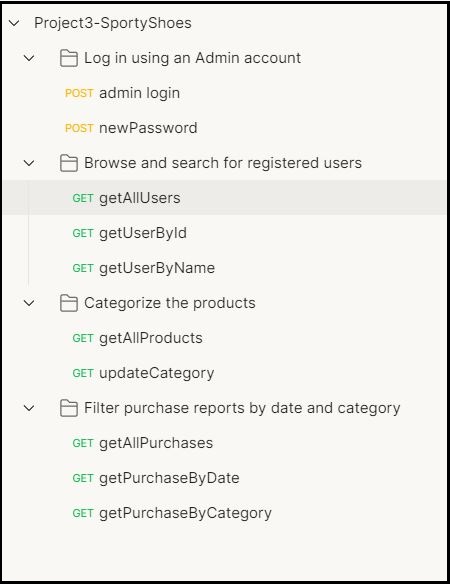 Project3-SportyShoes
Log in using an Admin account
POST admin login
POST newPassword
Browse and search for registered users
GET getAllUsers
GET getUserById
GET getUserByName
Categorize the products
GET getAllProducts
GET updateCategory
Filter purchase reports by date and category
GET getAllPurchases
GET getPurchaseByDate
GET getPurchaseByCategory